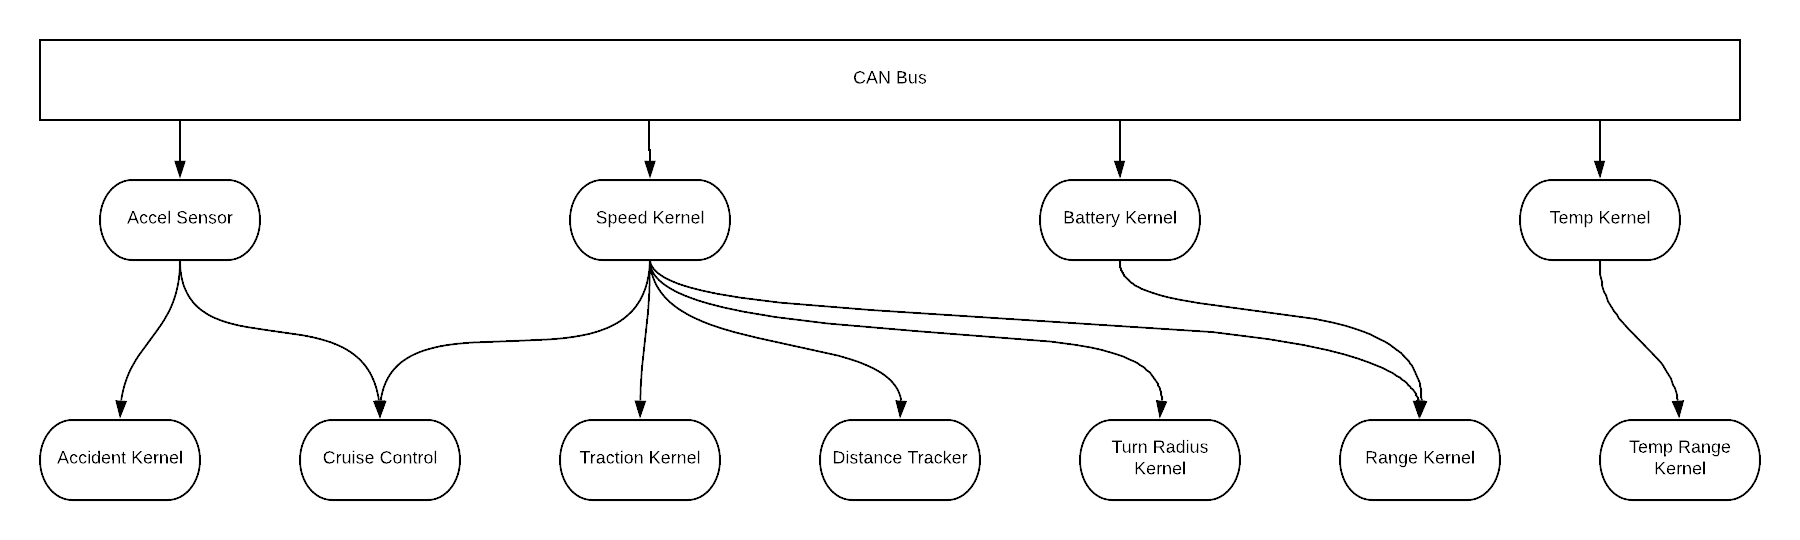 CAN Bus
Accel Sensor
Speed Kernel
Battery Kernel
Temp Kernel
Accident Kernel
Cruise Control
Traction Kernel
Distance Tracker
Turn Radius
Kernel
Range Kernel
Temp Range
Kernel